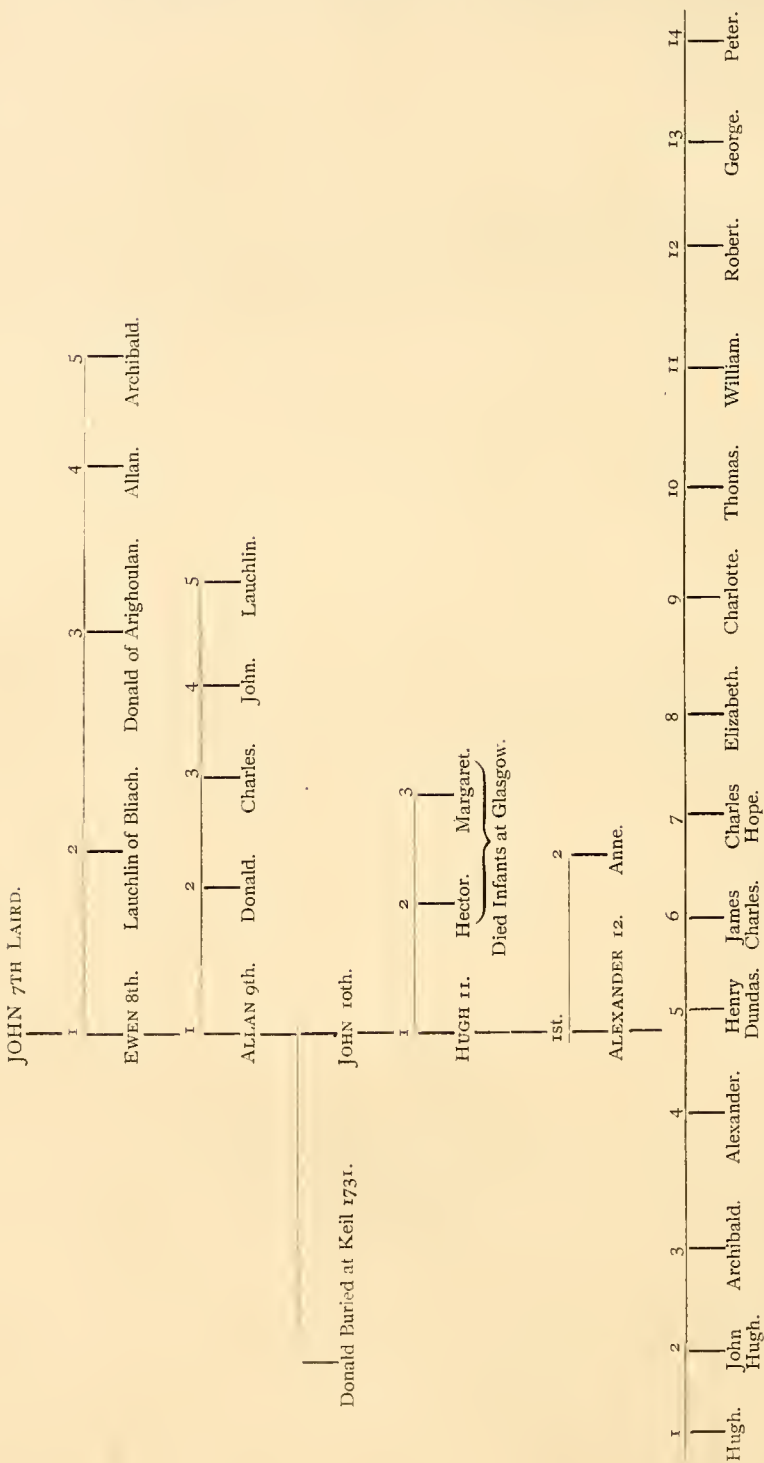 JOHN 7TH LAIRD.
1 2 3 4 5
EWEN 8th. Lauchlin of Bliach. Donald of Arighoulan. Allan. Archibald.
1 2 3 4 5
ALLAN 9th. Donald. Charles. John. Lauchlin.
Donald Buried at Keil 1731. JOHN 10th.
1 2 3
HUGH 11. Hector. Margaret.
Died Infants at Glasgow.
1st. 2
ALEXANDER 12. Anne.
1 2 3 4 5 6 7 8 9 10 11 12 13 14
Hugh. John Archibald. Alexander. Henry James Charles Elizabeth. Charlotte. Thomas. William. Robert. George. Peter.
Hugh. Dundas. Charles. Hope.